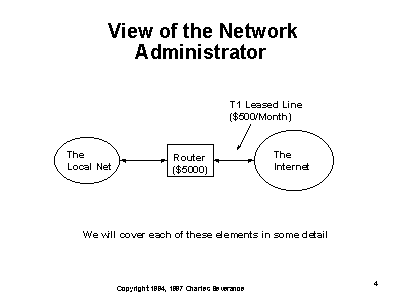 View of the Network
Administrator
T1 Leased Line
($500/Month)
The
Local Net
Router
($5000)
The
Internet
We will cover each of these elements in some detail
Copyright 1994, 1997 Charles Severance
4